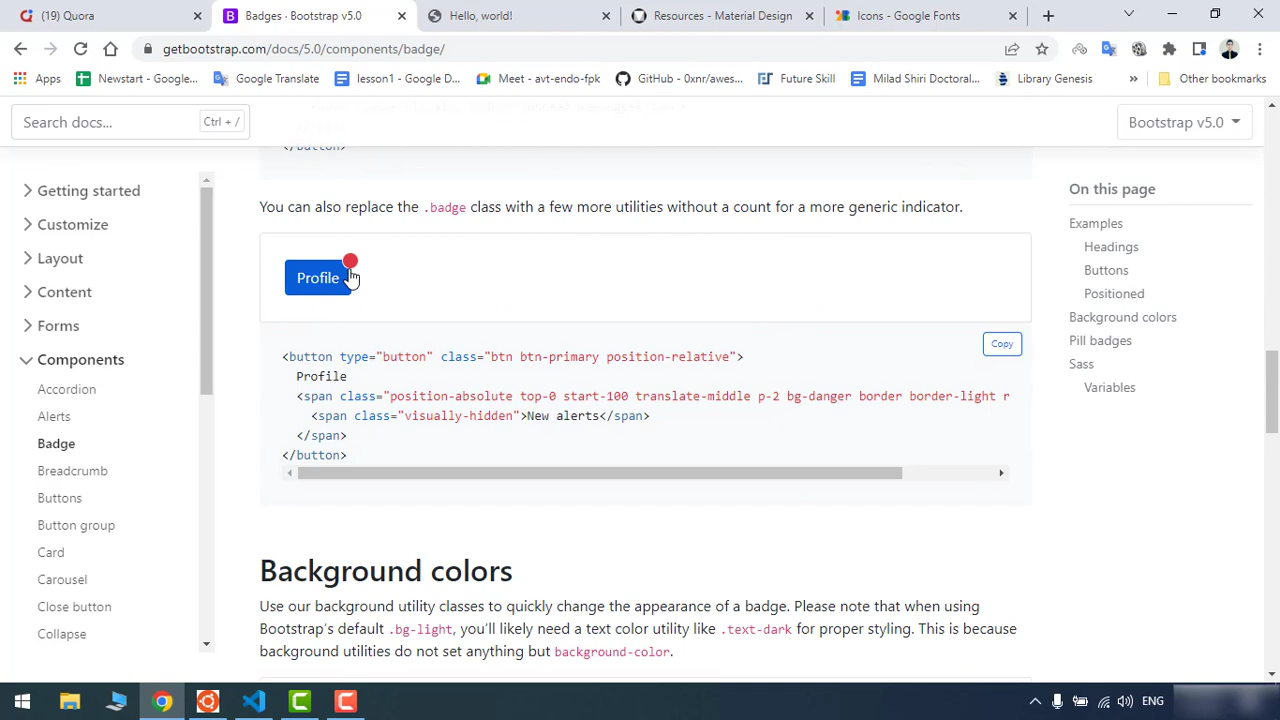 (19) Quora
Badges · Bootstrap v5.0
Hello, world!
Resources - Material Design
Icons - Google Fonts
getbootstrap.com/docs/5.0/components/badge/
Apps
Newstart - Google...
Google Translate
lesson1 - Google D...
Meet - avt-endo-fpk
GitHub - 0xnr/aves...
Future Skill
Milad Shiri Doctoral...
Library Genesis
»
Other bookmarks
Search docs...
Ctrl + /
Bootstrap v5.0
</button>
Getting started
Customize
Layout
Content
Forms
Components
Accordion
Alerts
Badge
Breadcrumb
Buttons
Button group
Card
Carousel
Close button
Collapse
You can also replace the .badge class with a few more utilities without a count for a more generic indicator.
Profile
Copy
<button type="button" class="btn btn-primary position-relative">
Profile
<span class="position-absolute top-0 start-100 translate-middle p-2 bg-danger border border-light r
<span class="visually-hidden">New alerts</span>
</span>
</button>
Background colors
Use our background utility classes to quickly change the appearance of a badge. Please note that when using
Bootstrap's default .bg-light, you'll likely need a text color utility like .text-dark for proper styling. This is because
background utilities do not set anything but background-color.
On this page
Examples
Headings
Buttons
Positioned
Background colors
Pill badges
Sass
Variables
ENG